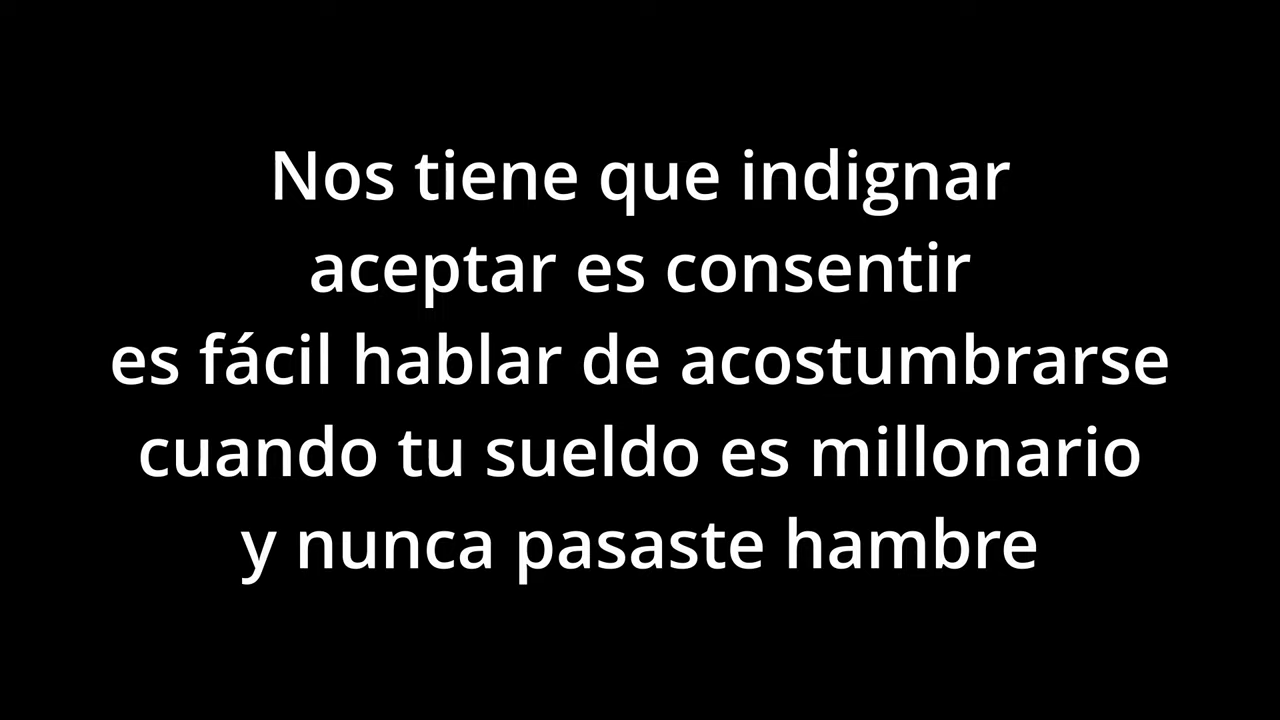 Nos tiene que indignar
aceptar es consentir
es fácil hablar de acostumbrarse
cuando tu sueldo es millonario
y nunca pasaste hambre